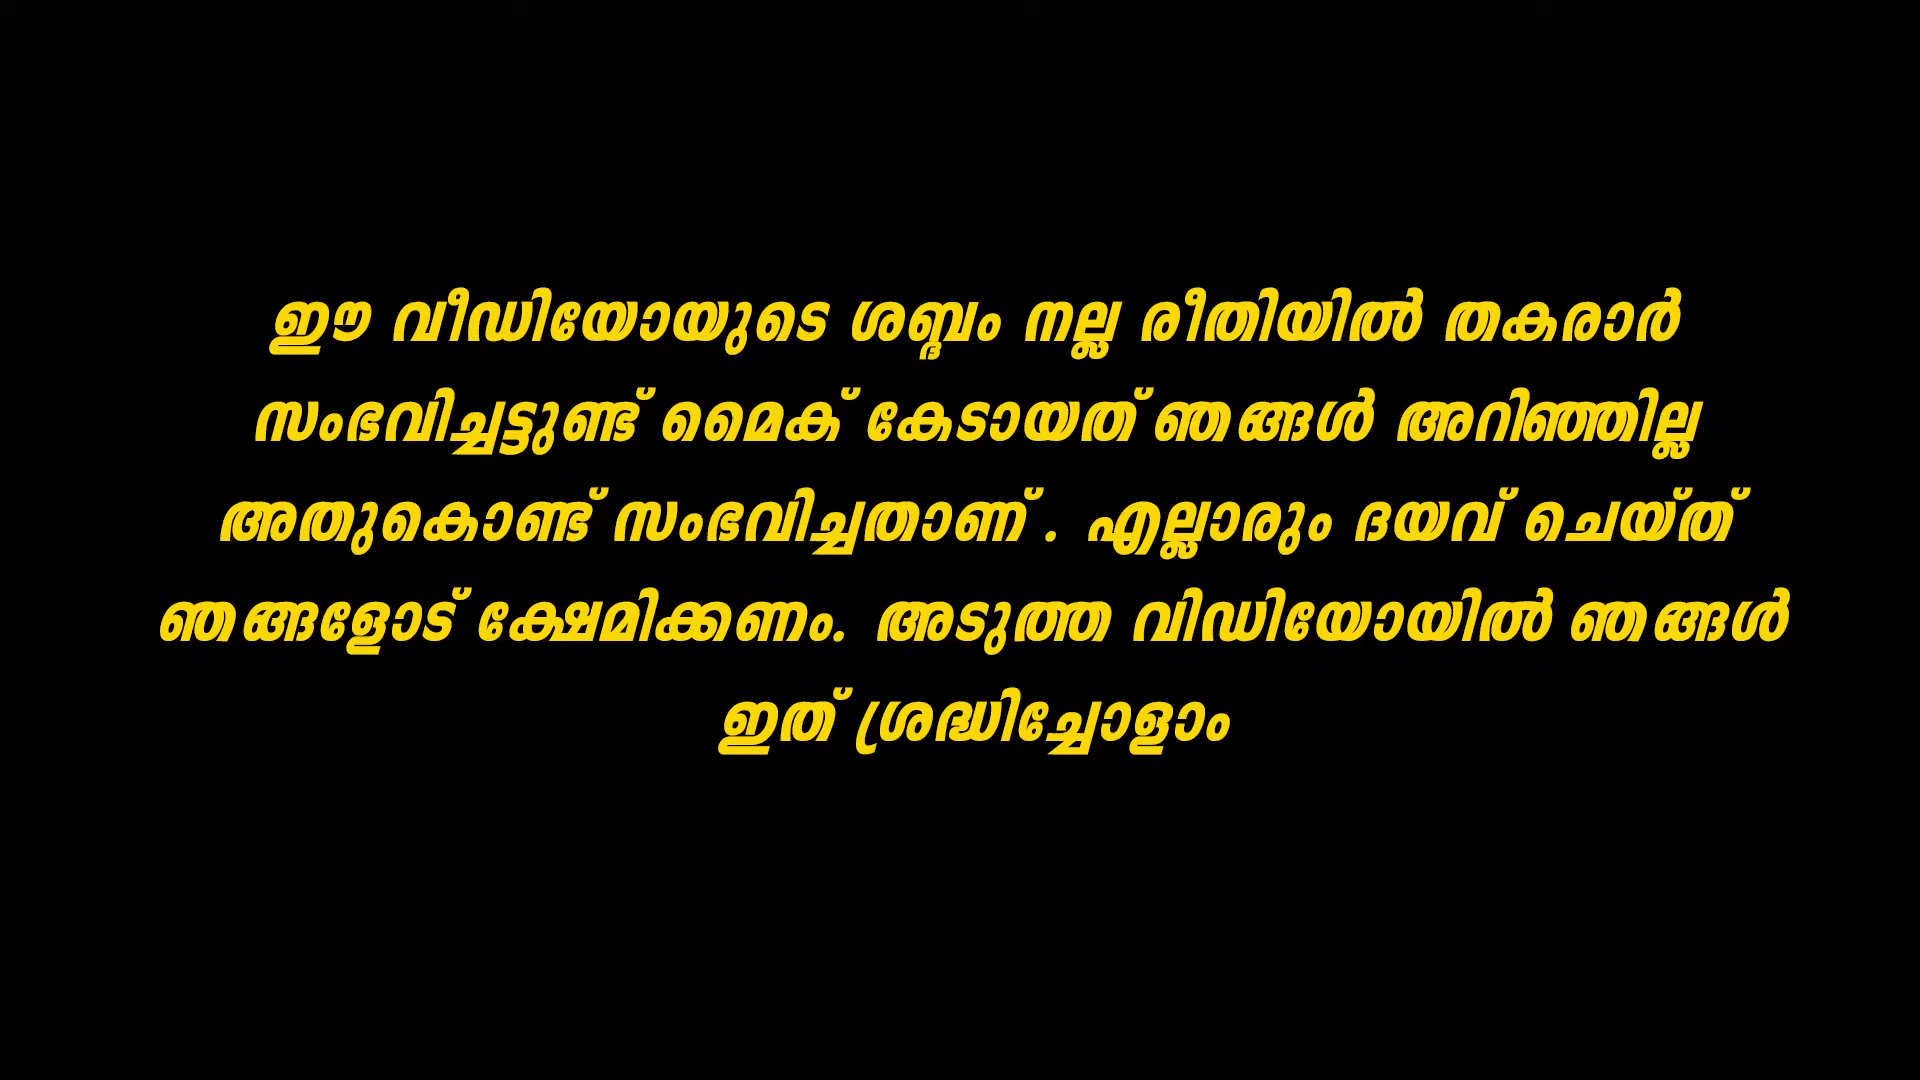 ഈ വീഡിയോയുടെ ശബ്ദം നല്ല രീതിയിൽ തകരാർ
സംഭവിച്ചട്ടുണ്ട് മൈക് കേടായത് ഞങ്ങൾ അറിഞ്ഞില്ല
അതുകൊണ്ട് സംഭവിച്ചതാണ് . എല്ലാരും ദയവ് ചെയ്ത്
ഞങ്ങളോട് ക്ഷേമിക്കണം. അടുത്ത വിഡിയോയിൽ ഞങ്ങൾ
ഇത് ശ്രദ്ധിച്ചോളാം